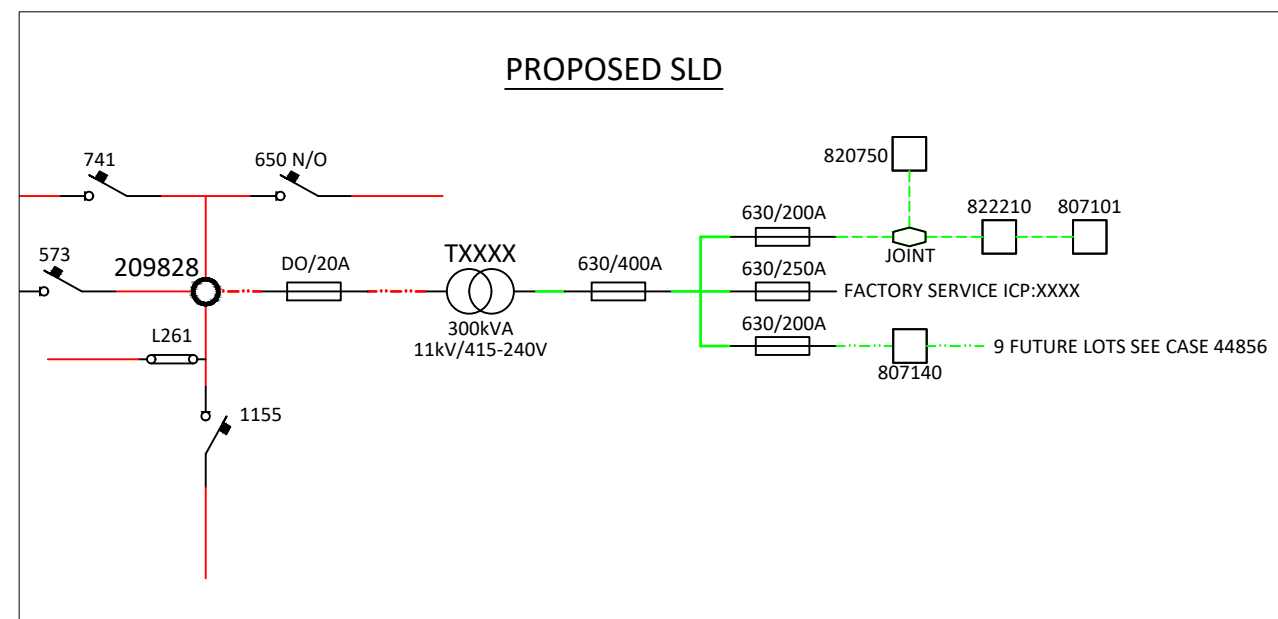 PROPOSED SLD
741
650 N/O
820750
630/200A
822210
807101
573
209828
DO/20A
TXXXX
630/400A
JOINT
630/250A
FACTORY SERVICE ICP:XXXX
300kVA
11kV/415-240V
630/200A
L261
9 FUTURE LOTS SEE CASE 44856
807140
1155